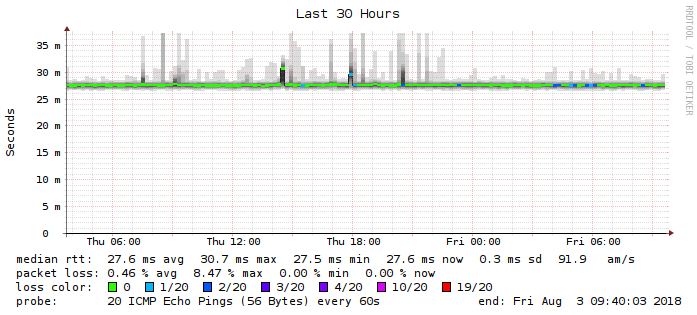 Last 30 Hours
RRDTOOL / TOBI OETIKER
Seconds
35 m
30 m
25 m
20 m
15 m
10 m
5 m
0
Thu 06:00 Thu 12:00 Thu 18:00 Fri 00:00 Fri 06:00
median rtt: 27.6 ms avg 30.7 ms max 27.5 ms min 27.6 ms now 0.3 ms sd 91.9 am/s
packet loss: 0.46 % avg 8.47 % max 0.00 % min 0.00 % now
loss color: 0 1/20 2/20 3/20 4/20 10/20 19/20
probe: 20 ICMP Echo Pings (56 Bytes) every 60s end: Fri Aug 3 09:40:03 2018